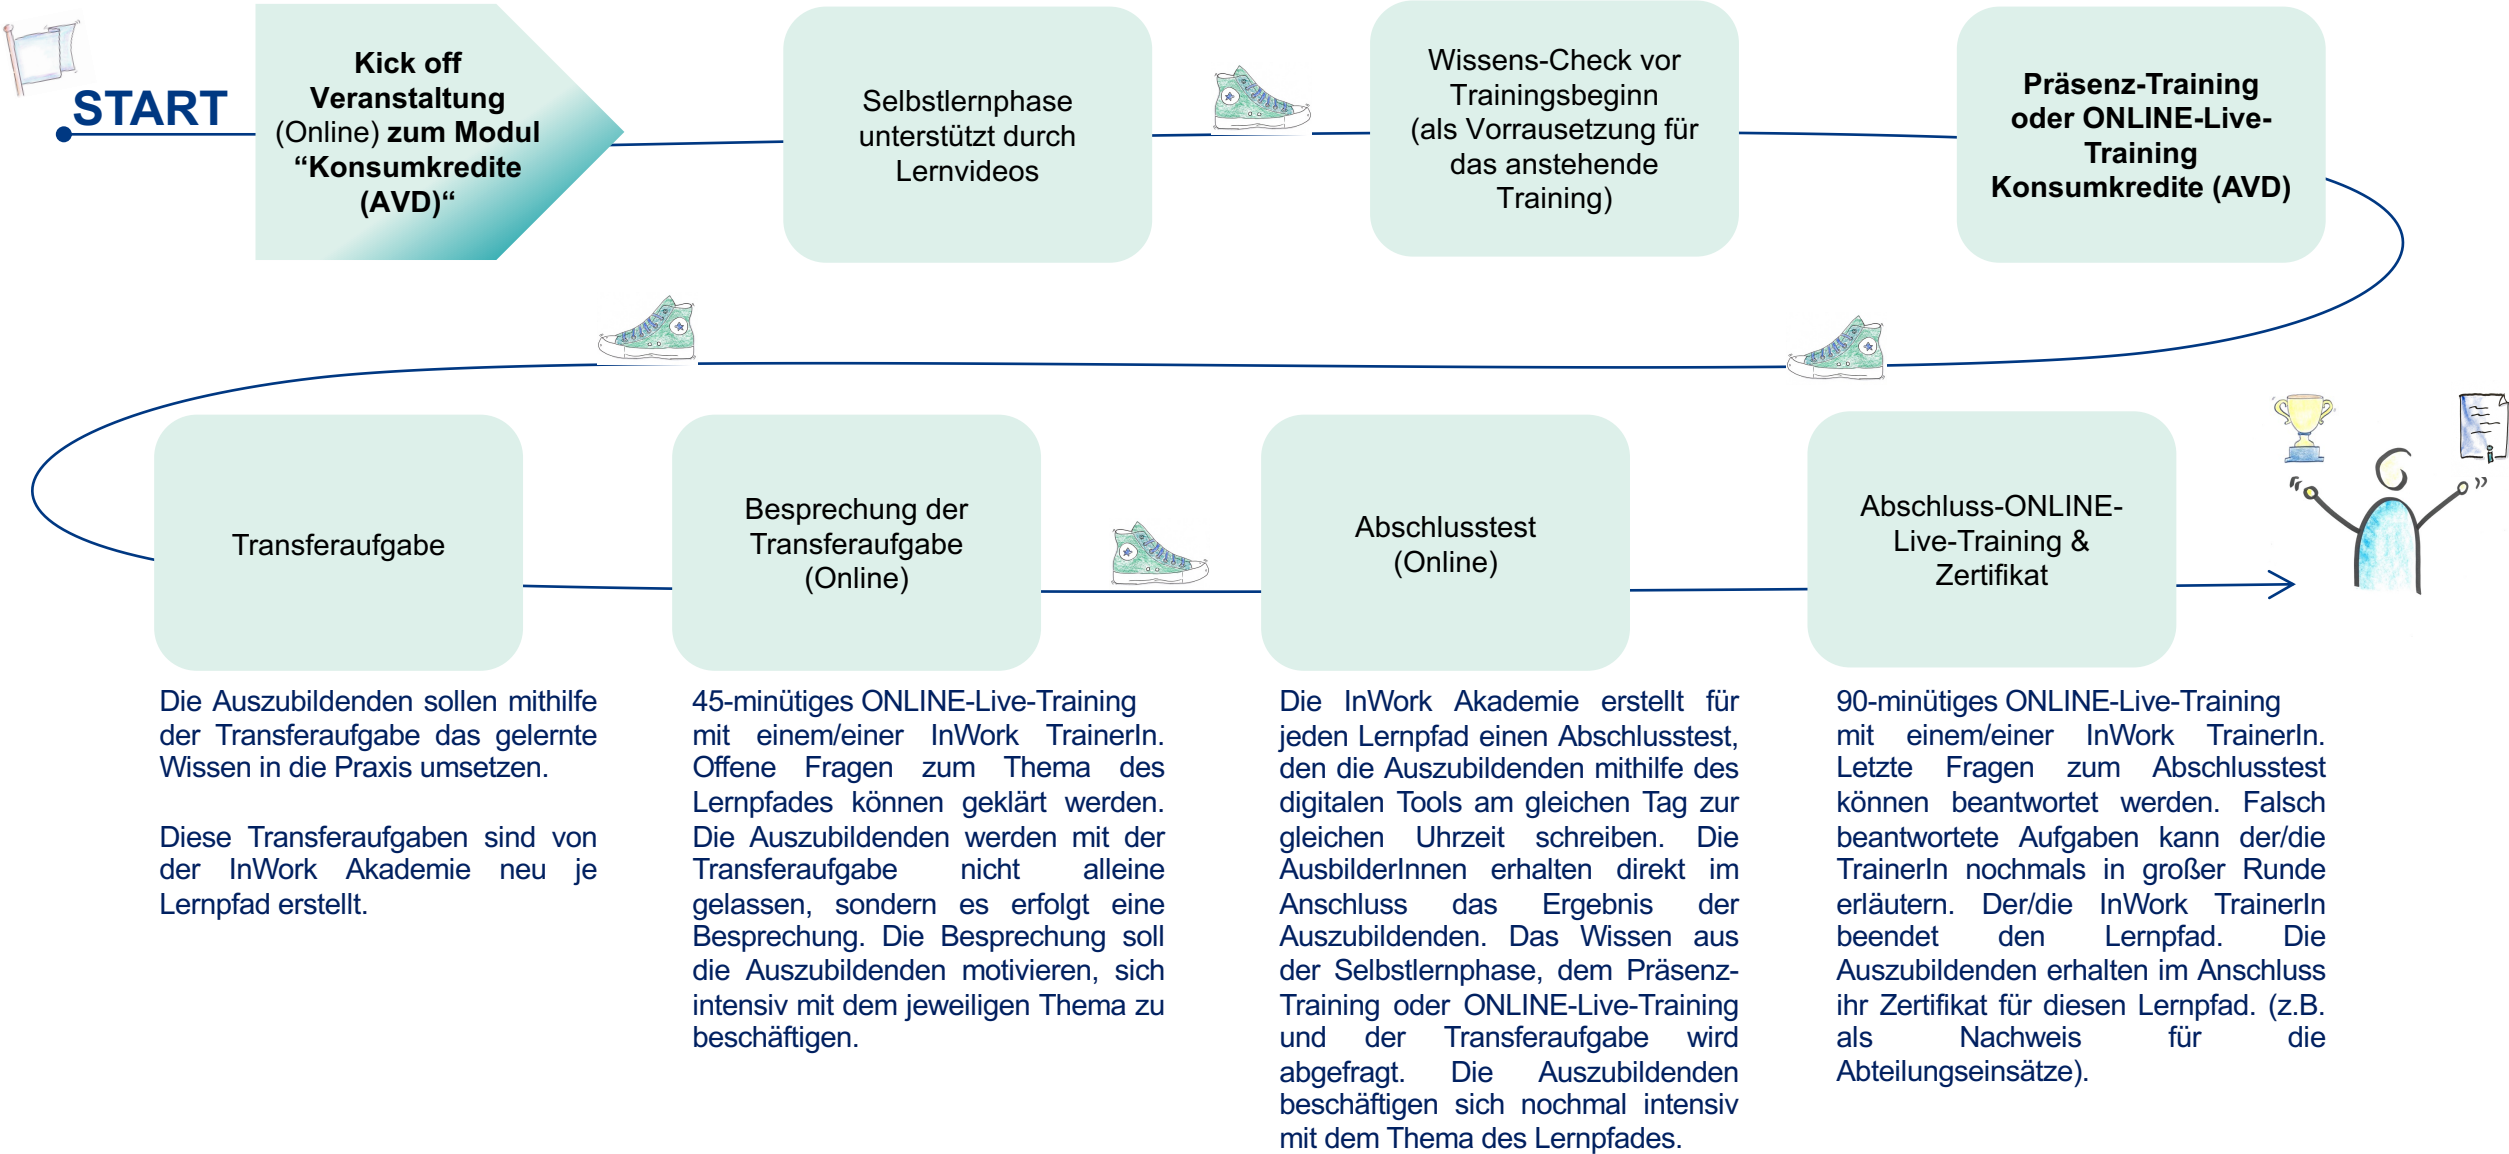 START
Kick off
Veranstaltung
(Online) zum Modul
“Konsumkredite
(AVD)“
Selbstlernphase
unterstützt durch
Lernvideos
Wissens-Check vor
Trainingsbeginn
(als Vorrausetzung für
das anstehende
Training)
Präsenz-Training
oder ONLINE-Live-
Training
Konsumkredite (AVD)
Transferaufgabe
Besprechung der
Transferaufgabe
(Online)
Abschlusstest
(Online)
Abschluss-ONLINE-
Live-Training &
Zertifikat
Die Auszubildenden sollen mithilfe
der Transferaufgabe das gelernte
Wissen in die Praxis umsetzen.
Diese Transferaufgaben sind von
der InWork Akademie neu je
Lernpfad erstellt.
45-minütiges ONLINE-Live-Training
mit einem/einer InWork TrainerIn.
Offene Fragen zum Thema des
Lernpfades können geklärt werden.
Die Auszubildenden werden mit der
Transferaufgabe nicht alleine
gelassen, sondern es erfolgt eine
Besprechung. Die Besprechung soll
die Auszubildenden motivieren, sich
intensiv mit dem jeweiligen Thema zu
beschäftigen.
Die InWork Akademie erstellt für
jeden Lernpfad einen Abschlusstest,
den die Auszubildenden mithilfe des
digitalen Tools am gleichen Tag zur
gleichen Uhrzeit schreiben. Die
AusbilderInnen erhalten direkt im
Anschluss das Ergebnis der
Auszubildenden. Das Wissen aus
der Selbstlernphase, dem Präsenz-
Training oder ONLINE-Live-Training
und der Transferaufgabe wird
abgefragt. Die Auszubildenden
beschäftigen sich nochmal intensiv
mit dem Thema des Lernpfades.
90-minütiges ONLINE-Live-Training
mit einem/einer InWork TrainerIn.
Letzte Fragen zum Abschlusstest
können beantwortet werden. Falsch
beantwortete Aufgaben kann der/die
TrainerIn nochmals in großer Runde
erläutern. Der/die InWork TrainerIn
beendet den Lernpfad. Die
Auszubildenden erhalten im Anschluss
ihr Zertifikat für diesen Lernpfad. (z.B.
als Nachweis für die
Abteilungseinsätze).